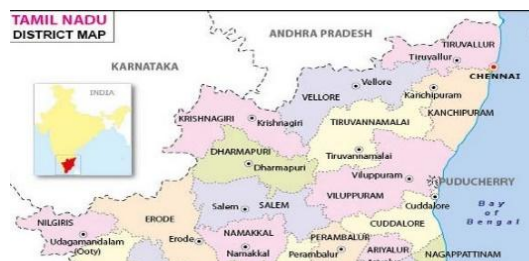 TAMIL NADU
DISTRICT MAP
ANDHRA PRADESH
KARNATAKA
INDIA
TIRUVALLUR
Tiruvallur
CHENNAI
Vellore
VELLORE
Kanchipuram
KANCHIPURAM
KRISHNAGIRI
Krishnagiri
TIRUVANNAMALAI
Tiruvannamalai
DHARMAPURI
Dharmapuri
Viluppuram
VILUPPURAM
PUDUCHERRY
Cuddalore
CUDDALORE
Bay
of
Bengal
Salem
SALEM
ERODE
Erode
NILGIRIS
Udagamandalam
(Ooty)
NAMAKKAL
Namakkal
PERAMBALUR
Perambalur
ARIYALUR
NAGAPPATTINAM